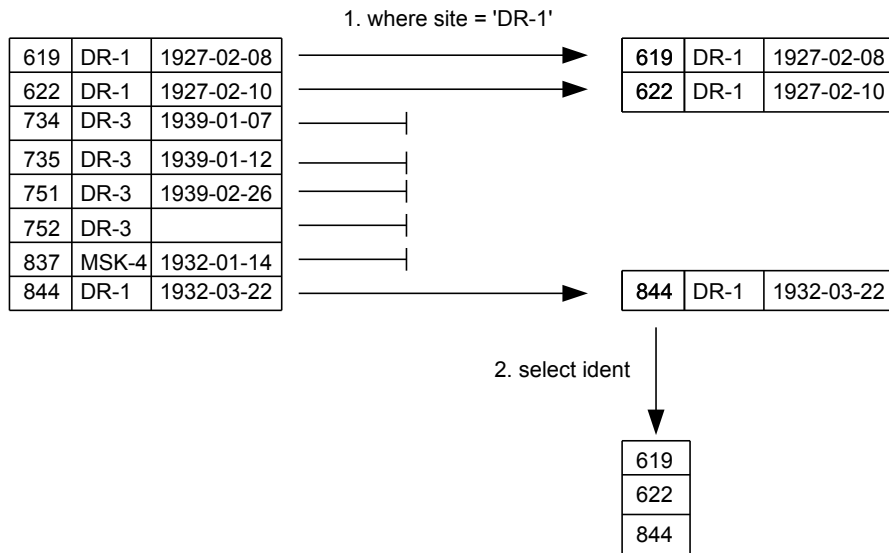 1. where site = 'DR-1'
619 DR-1 1927-02-08 619 DR-1 1927-02-08
622 DR-1 1927-02-10 622 DR-1 1927-02-10
734 DR-3 1939-01-07
735 DR-3 1939-01-12
751 DR-3 1939-02-26
752 DR-3
837 MSK-4 1932-01-14
844 DR-1 1932-03-22 844 DR-1 1932-03-22
2. select ident
619
622
844